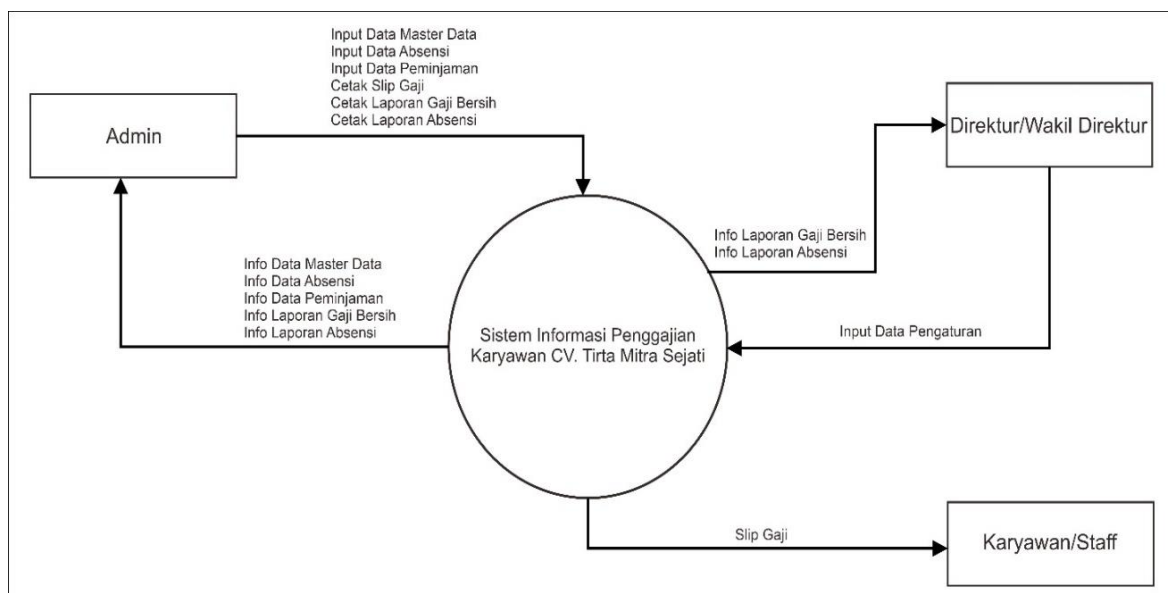 Input Data Master Data
Input Data Absensi
Input Data Peminjaman
Cetak Slip Gaji
Cetak Laporan Gaji Bersih
Cetak Laporan Absensi
Admin
Direktur/Wakil Direktur
Info Laporan Gaji Bersih
Info Laporan Absensi
Info Data Master Data
Info Data Absensi
Info Data Peminjaman
Info Laporan Gaji Bersih
Info Laporan Absensi
Sistem Informasi Penggajian
Karyawan CV. Tirta Mitra Sejati
Input Data Pengaturan
Slip Gaji
Karyawan/Staff